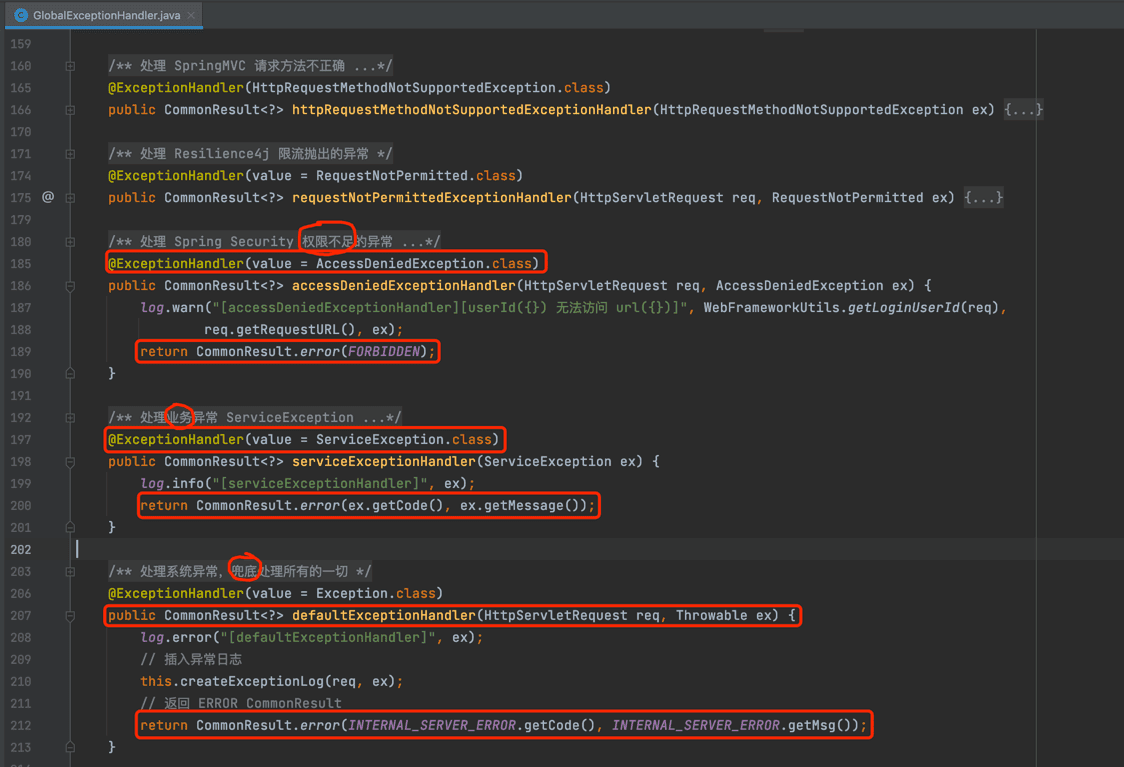 GlobalExceptionHandler.java
159
160 /** 处理 SpringMVC 请求方法不正确 ...*/
165 @ExceptionHandler(HttpRequestMethodNotSupportedException.class)
166 public CommonResult<?> httpRequestMethodNotSupportedExceptionHandler(HttpRequestMethodNotSupportedException ex) {...}
170
171 /** 处理 Resilience4j 限流抛出的异常 */
174 @ExceptionHandler(value = RequestNotPermitted.class)
175 @ public CommonResult<?> requestNotPermittedExceptionHandler(HttpServletRequest req, RequestNotPermitted ex) {...}
179
180 /** 处理 Spring Security 权限不足的异常 ...*/
185 @ExceptionHandler(value = AccessDeniedException.class)
186 public CommonResult<?> accessDeniedExceptionHandler(HttpServletRequest req, AccessDeniedException ex) {
187 log.warn("[accessDeniedExceptionHandler][userId({}) 无法访问 url({})]", WebFrameworkUtils.getLoginUserId(req),
188 req.getRequestURL(), ex);
189 return CommonResult.error(FORBIDDEN);
190 }
191
192 /** 处理业务异常 ServiceException ...*/
197 @ExceptionHandler(value = ServiceException.class)
198 public CommonResult<?> serviceExceptionHandler(ServiceException ex) {
199 log.info("[serviceExceptionHandler]", ex);
200 return CommonResult.error(ex.getCode(), ex.getMessage());
201 }
202
203 /** 处理系统异常，兜底处理所有的一切 */
206 @ExceptionHandler(value = Exception.class)
207 public CommonResult<?> defaultExceptionHandler(HttpServletRequest req, Throwable ex) {
208 log.error("[defaultExceptionHandler]", ex);
209 // 插入异常日志
210 this.createExceptionLog(req, ex);
211 // 返回 ERROR CommonResult
212 return CommonResult.error(INTERNAL_SERVER_ERROR.getCode(), INTERNAL_SERVER_ERROR.getMsg());
213 }